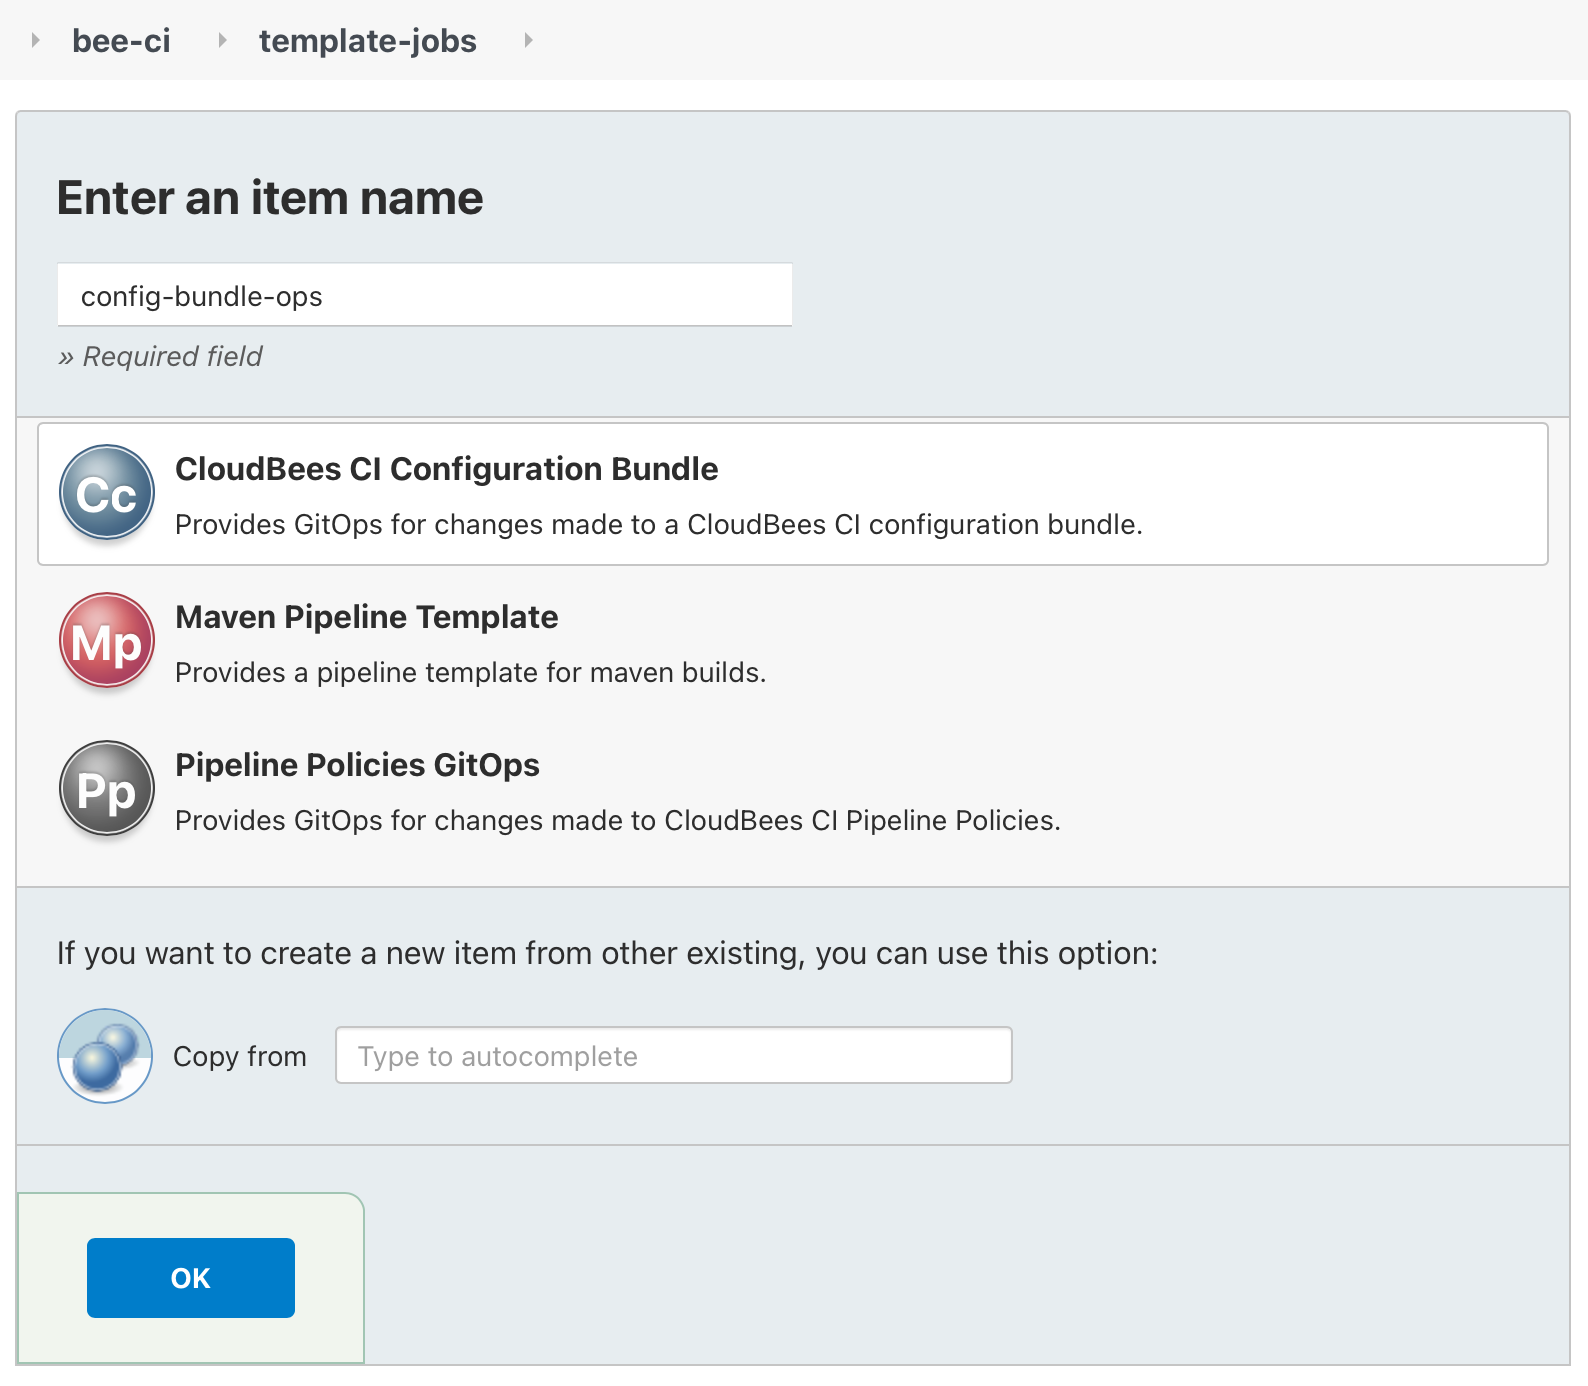 bee-ci template-jobs
Enter an item name
config-bundle-ops
» Required field
Cc
CloudBees CI Configuration Bundle
Provides GitOps for changes made to a CloudBees CI configuration bundle.
Mp
Maven Pipeline Template
Provides a pipeline template for maven builds.
Pp
Pipeline Policies GitOps
Provides GitOps for changes made to CloudBees CI Pipeline Policies.
If you want to create a new item from other existing, you can use this option:
Copy from Type to autocomplete
OK